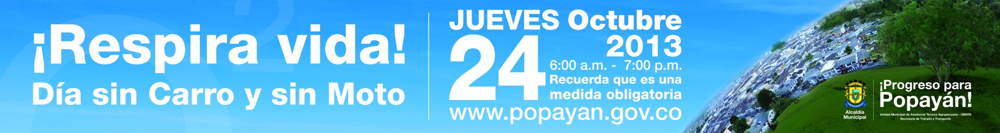 ¡Respira vida!
Día sin Carro y sin Moto
JUEVES Octubre
24 2013
6:00 a.m. - 7:00 p.m.
Recuerda que es una
medida obligatoria
www.popayan.gov.co
Alcaldía
Municipal
¡Progreso para
Popayán!
Unidad Municipal de Asistencia Técnica Agropecuaria - UMATA
Secretaría de Tránsito y Transporte
O2